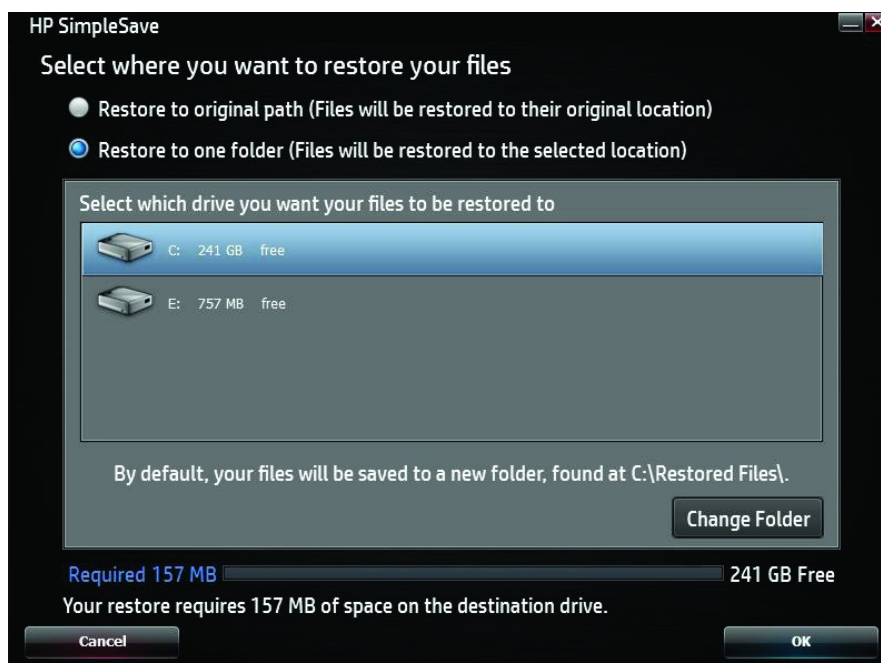 HP SimpleSave
Select where you want to restore your files
Restore to original path (Files will be restored to their original location)
Restore to one folder (Files will be restored to the selected location)
Select which drive you want your files to be restored to
C: 241 GB free
E: 757 MB free
By default, your files will be saved to a new folder, found at C:\Restored Files\.
Change Folder
Required 157 MB 241 GB Free
Your restore requires 157 MB of space on the destination drive.
Cancel OK